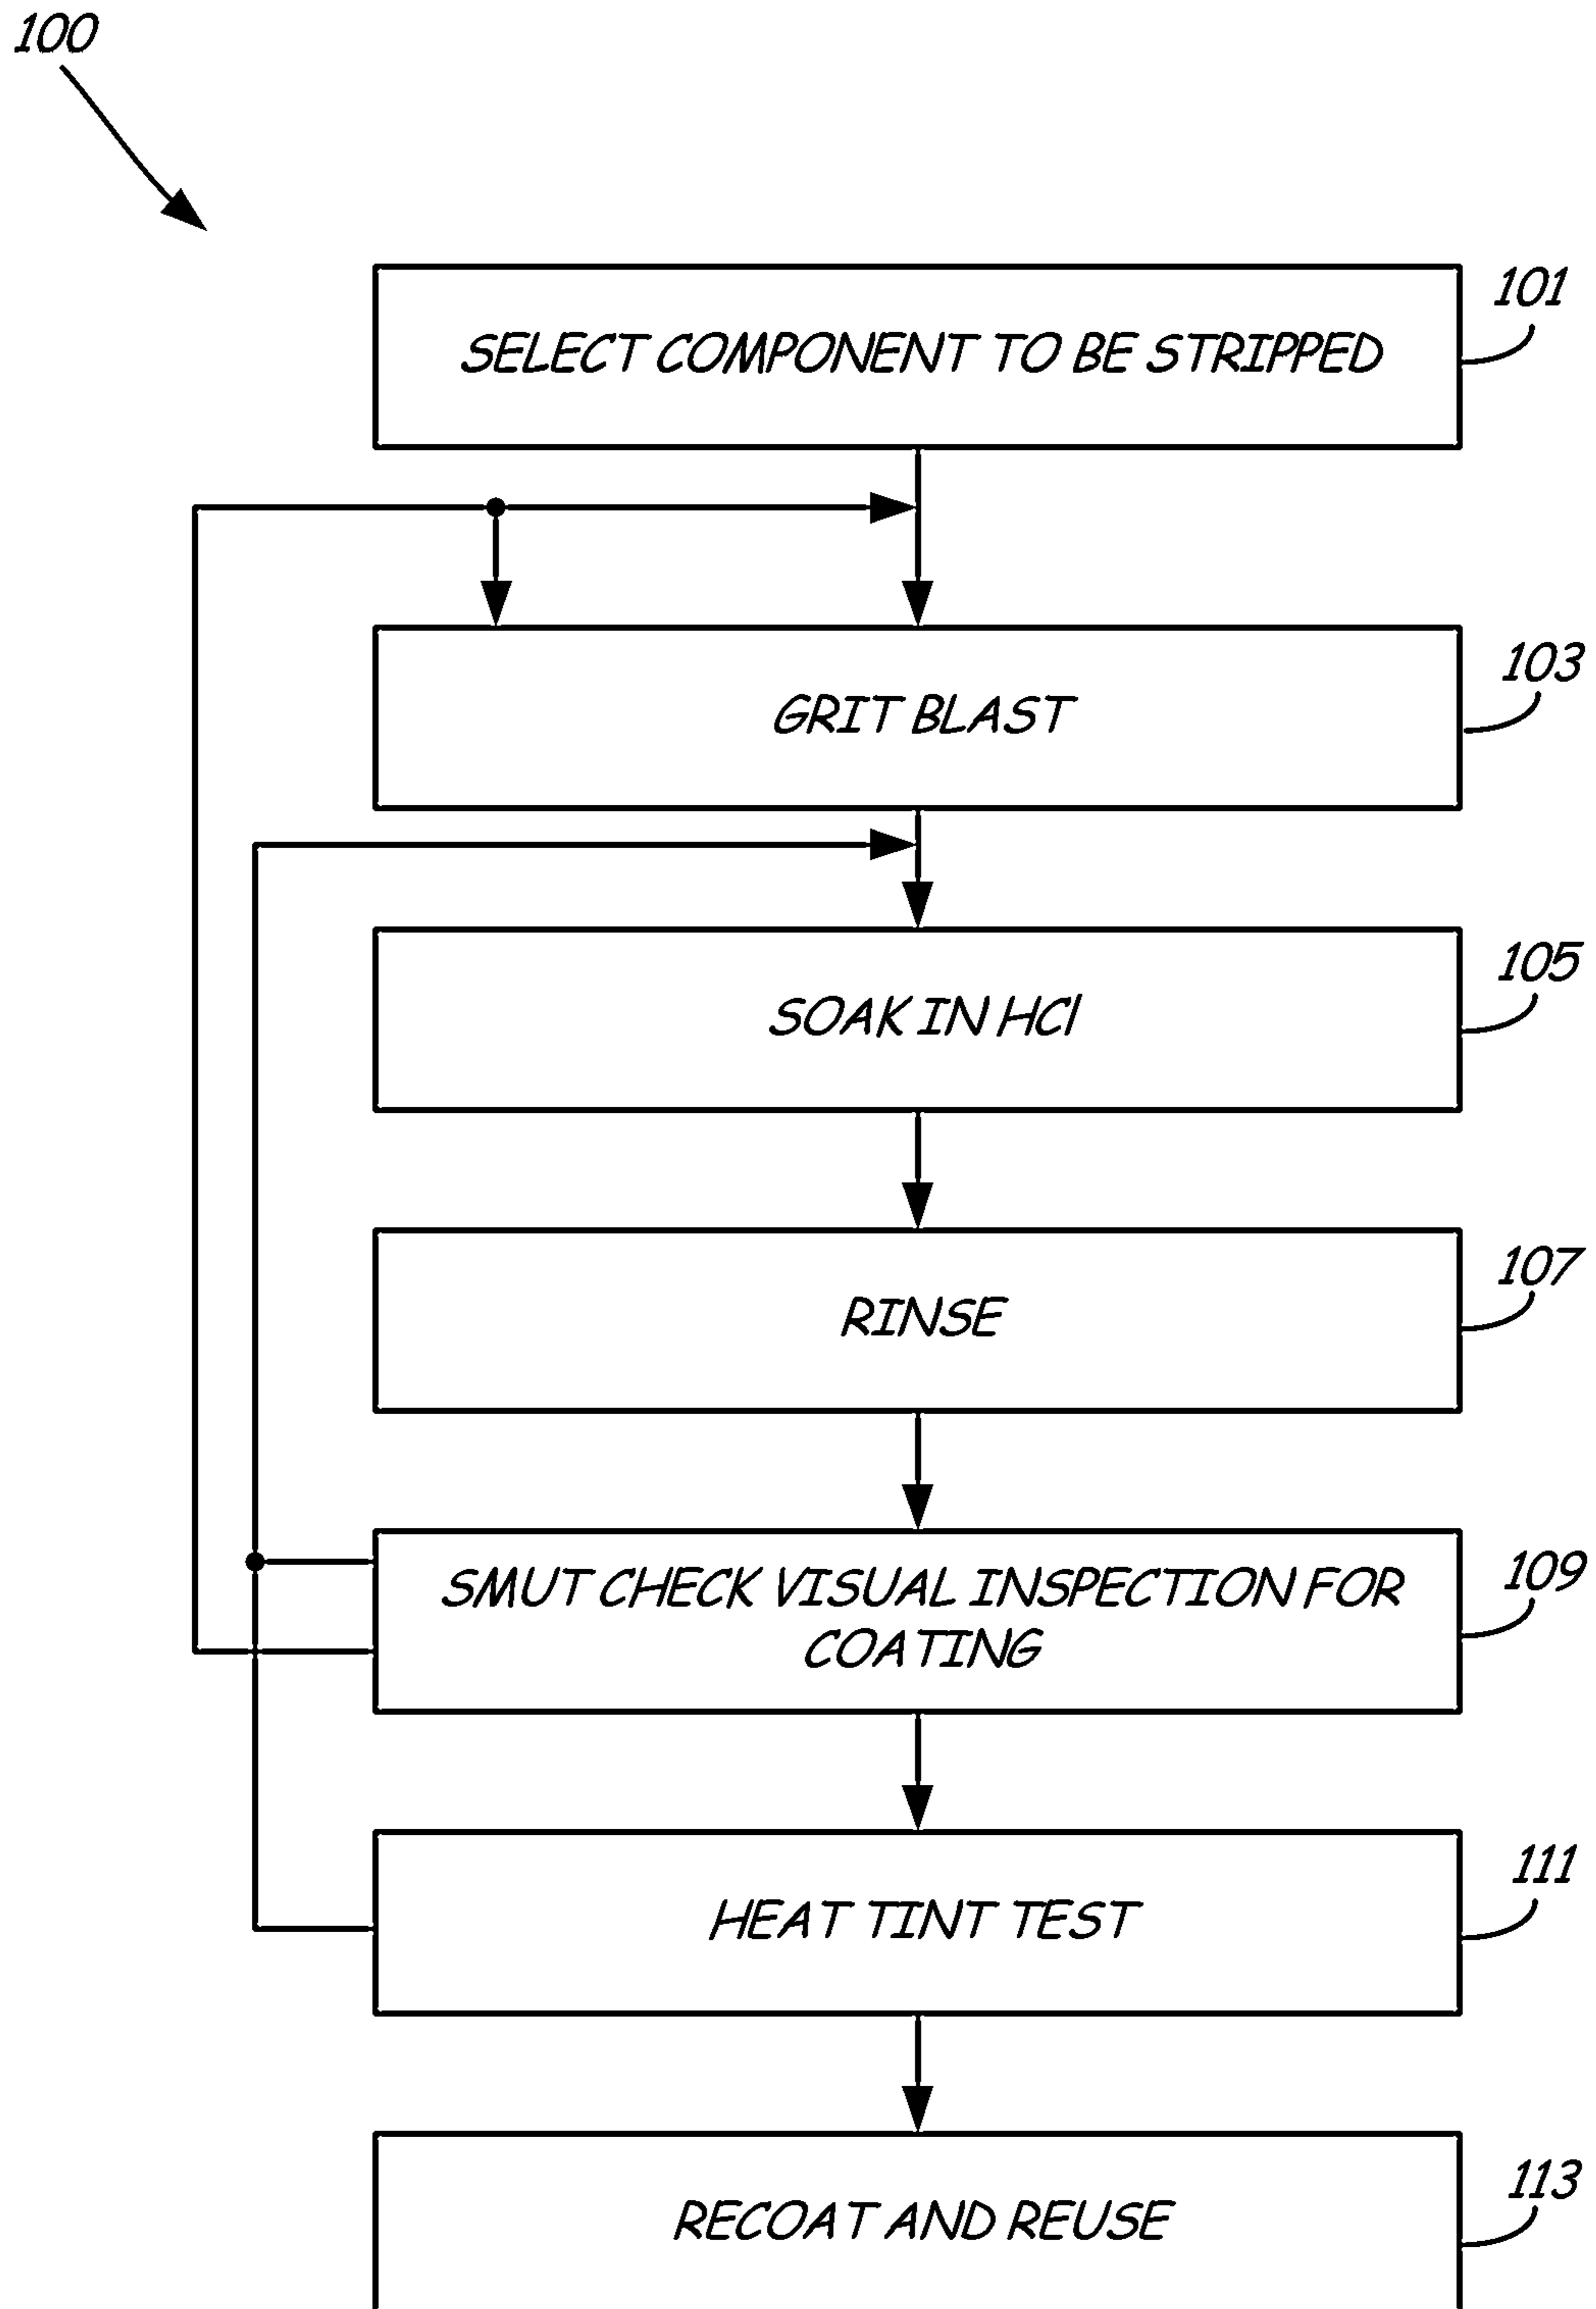 100
SELECT COMPONENT TO BE STRIPPED
101
GRIT BLAST
103
SOAK IN HCl
105
RINSE
107
SMUT CHECK VISUAL INSPECTION FOR
COATING
109
HEAT TINT TEST
111
RECOAT AND REUSE
113